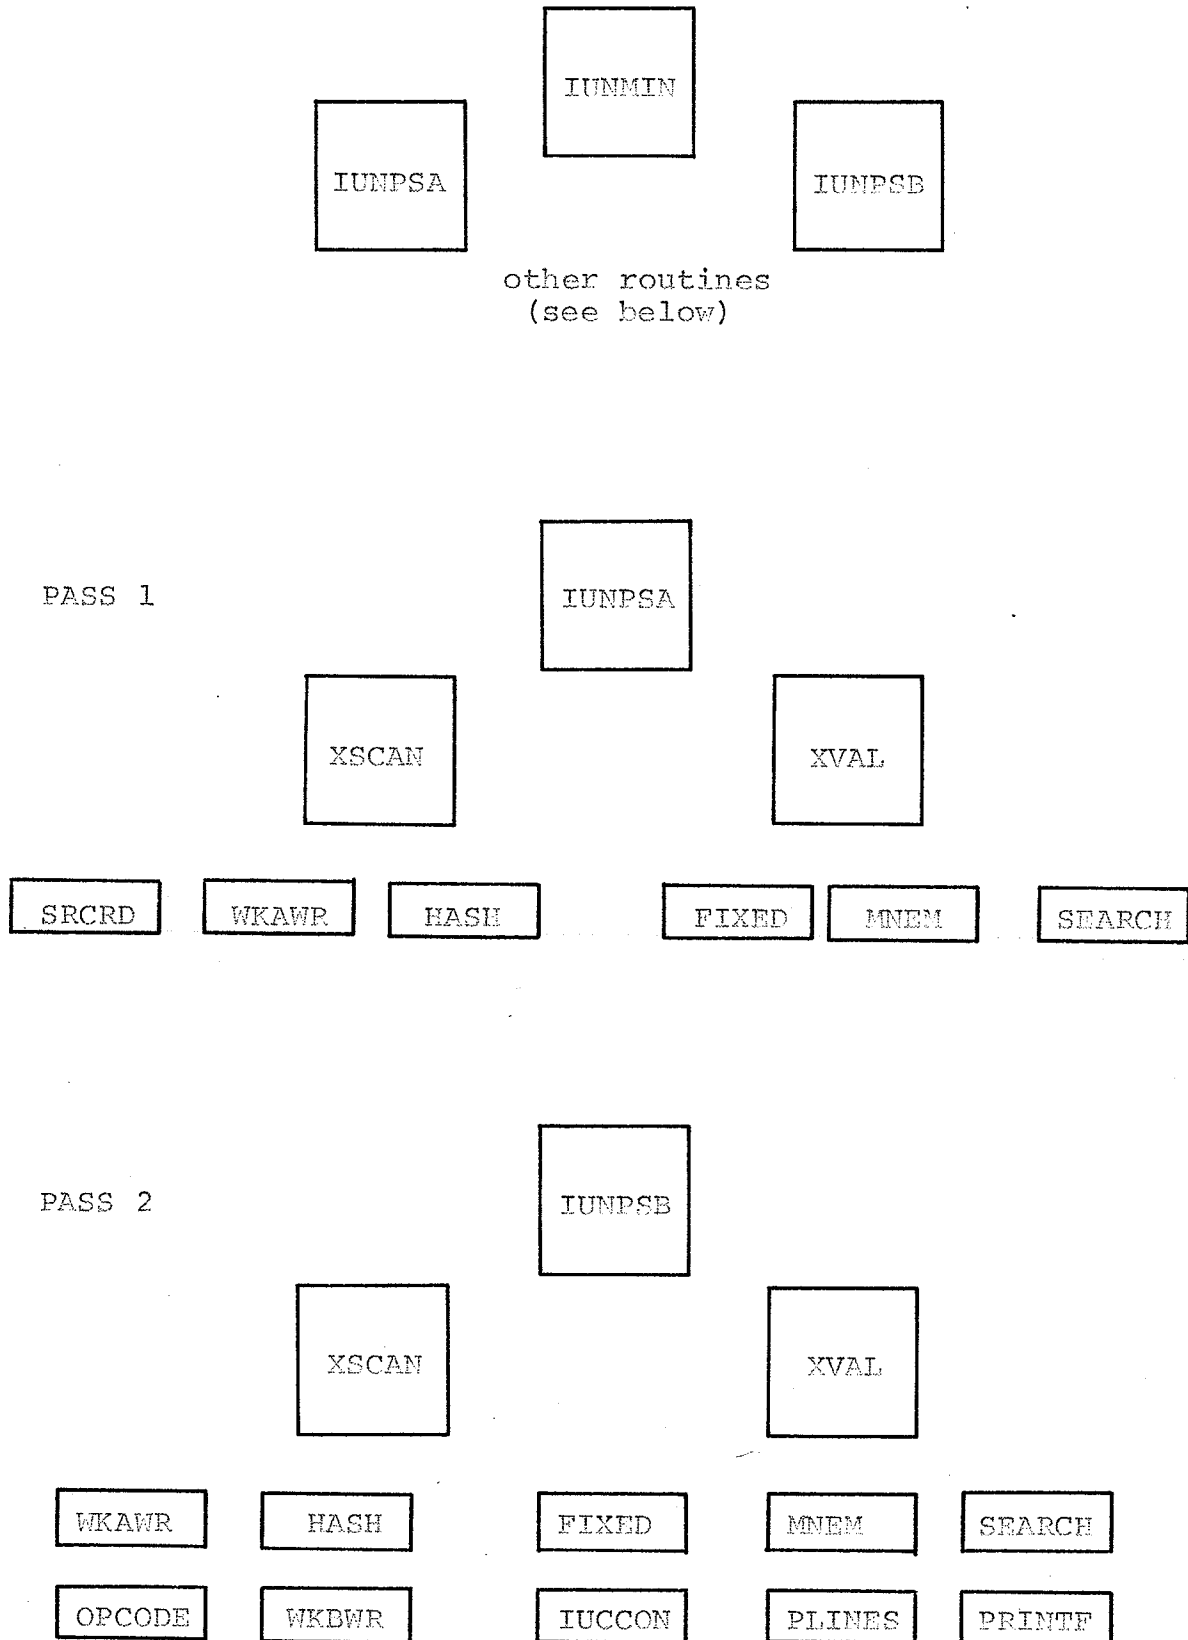 IUNMIN
IUNPSA IUNPSB
other routines
(see below)
PASS 1 IUNPSA
XSCAN XVAL
SRCRD WKAWR HASH FIXED MNEM SEARCH
PASS 2 IUNPSB
XSCAN XVAL
WKAWR HASH FIXED MNEM SEARCH
OPCODE WKBWR IUCCON PLINES PRINTF